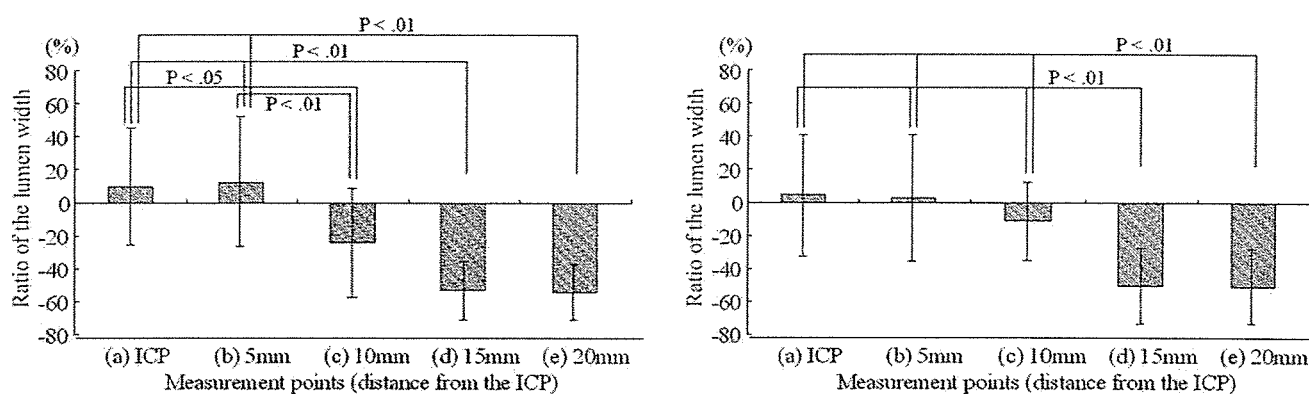 P < .01
(%)
P < .01
80
P < .05
60
P < .01
40
20
0
-20
-40
-60
-80
Ratio of the lumen width
(a) ICP (b) 5mm (c) 10mm (d) 15mm (e) 20mm
Measurement points (distance from the ICP)
(%)
P < .01
80
P < .01
60
40
20
0
-20
-40
-60
-80
Ratio of the lumen width
(a) ICP (b) 5mm (c) 10mm (d) 15mm (e) 20mm
Measurement points (distance from the ICP)